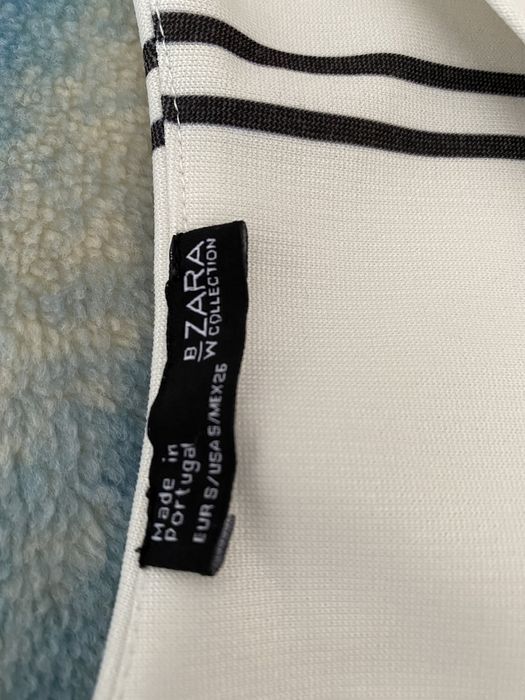 B ZARA
W COLLECTION
EUR S/USA S/MEX26
Made in
Portugal